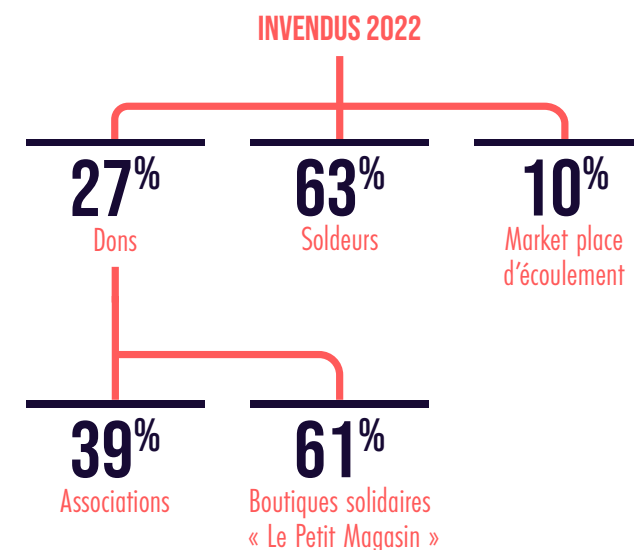 INVENDUS 2022
27%
Dons
63%
Soldeurs
10%
Market place
d'écoulement
39%
Associations
61%
Boutiques solidaires
« Le Petit Magasin »